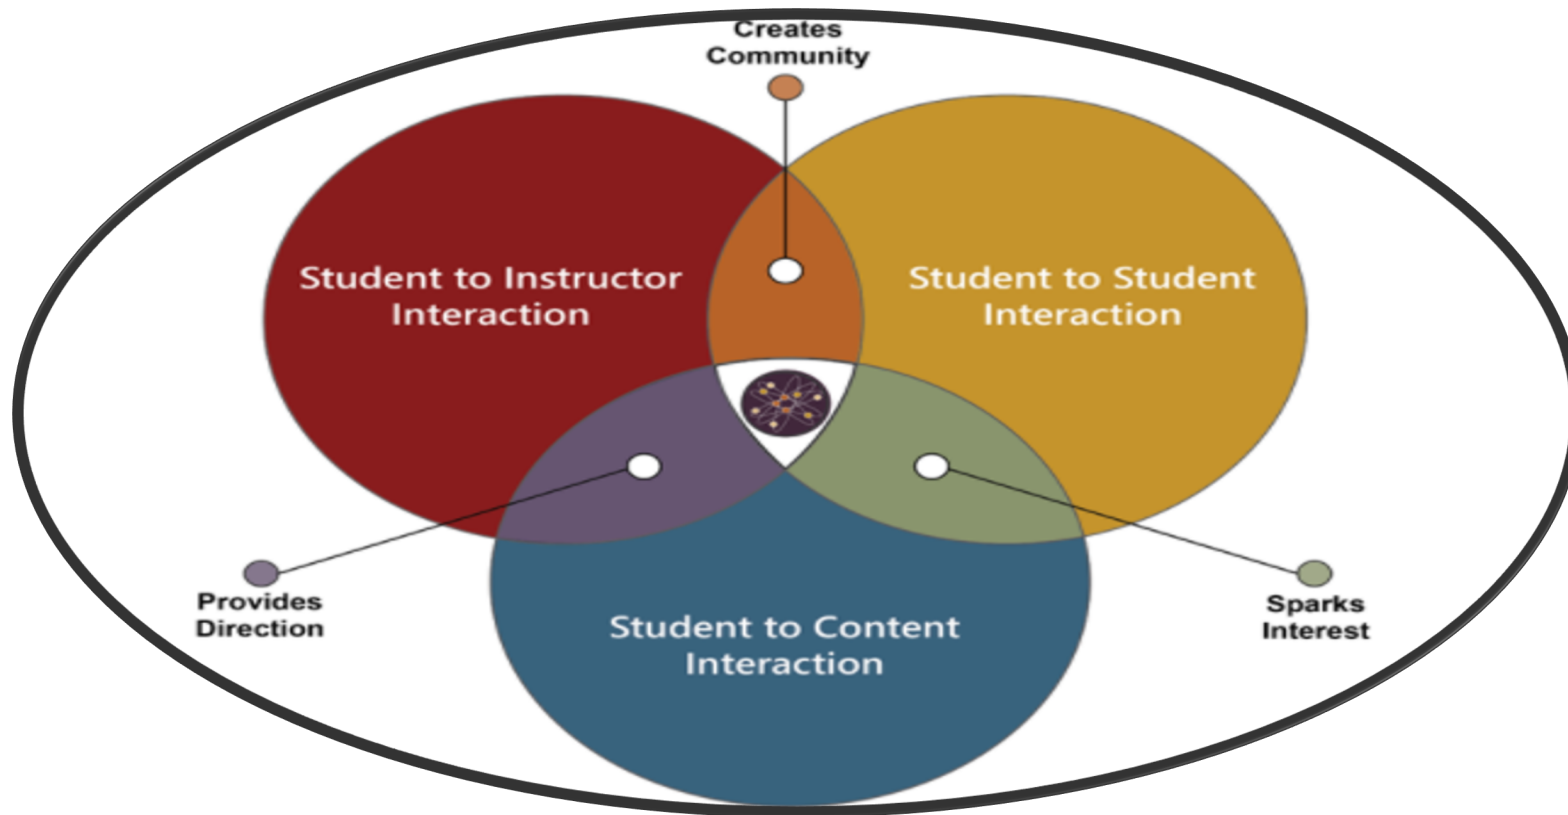 Creates
Community
Student to Instructor
Interaction
Student to Student
Interaction
Provides
Direction
Sparks
Interest
Student to Content
Interaction